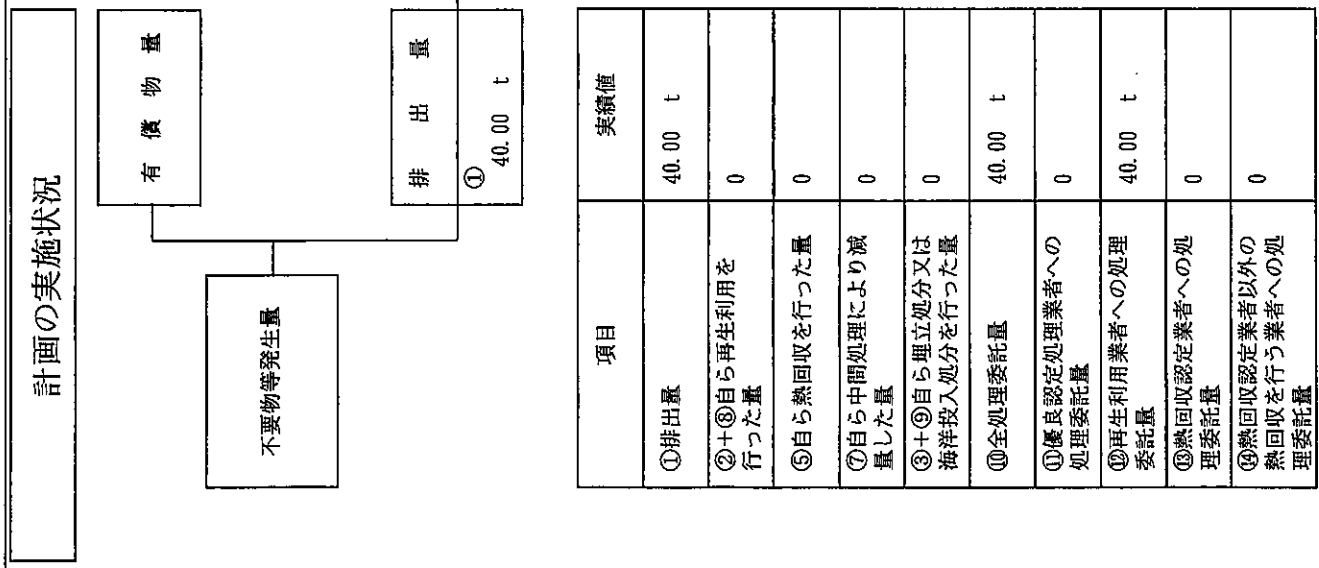 計画の実施状況
有償物量
不要物等発生量
排出量
①
40.00 t
項目 実績値
①排出量 40.00 t
②+⑧自ら再生利用を
行った量 0
⑤自ら熱回収を行った量 0
⑦自ら中間処理により減
量した量 0
③+⑨自ら埋立処分又は
海洋投入処分を行った量 0
⑩全処理委託量 40.00 t
⑪優良認定処理業者への
処理委託量 0
⑫再生利用業者への処理
委託量 40.00 t
⑬熱回収認定業者への処
理委託量 0
⑭熱回収認定業者以外の
熱回収を行う業者への処
理委託量 0